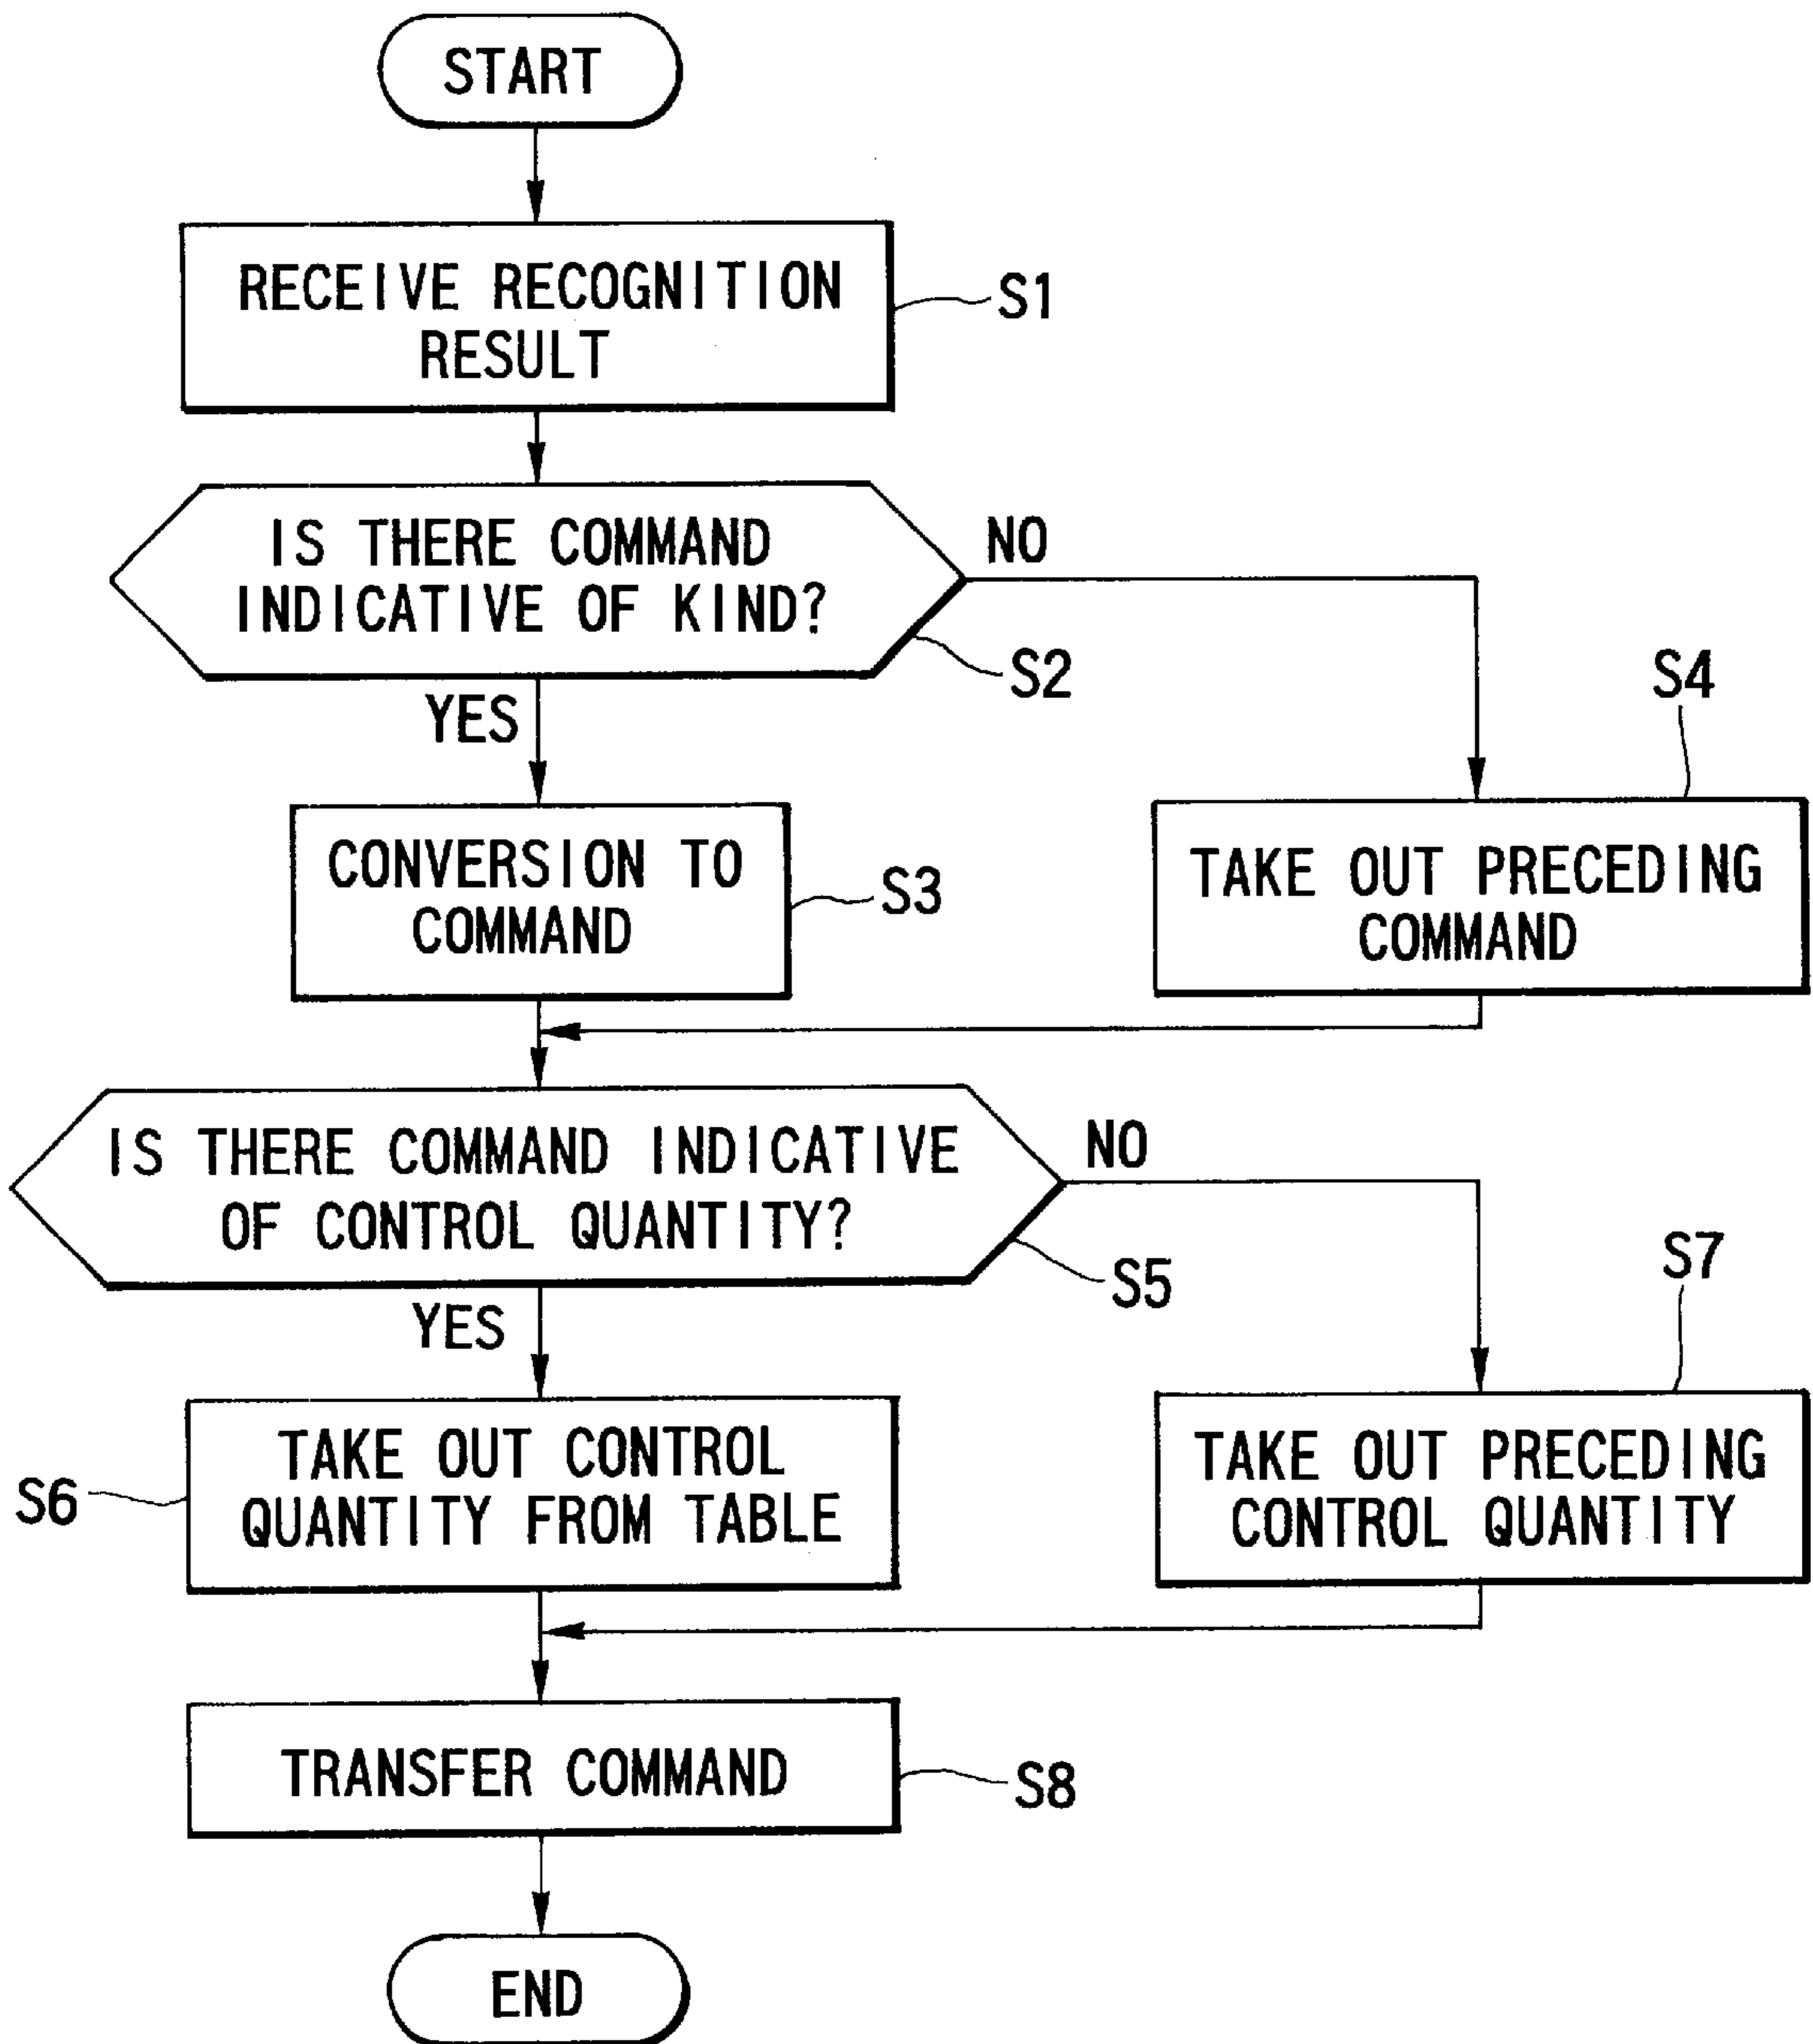 START
RECEIVE RECOGNITION
RESULT
S1
IS THERE COMMAND
INDICATIVE OF KIND?
NO
S2
YES
S4
CONVERSION TO
COMMAND
S3
TAKE OUT PRECEDING
COMMAND
IS THERE COMMAND INDICATIVE
OF CONTROL QUANTITY?
NO
S5
YES
S7
TAKE OUT CONTROL
QUANTITY FROM TABLE
S6
TAKE OUT PRECEDING
CONTROL QUANTITY
TRANSFER COMMAND
S8
END